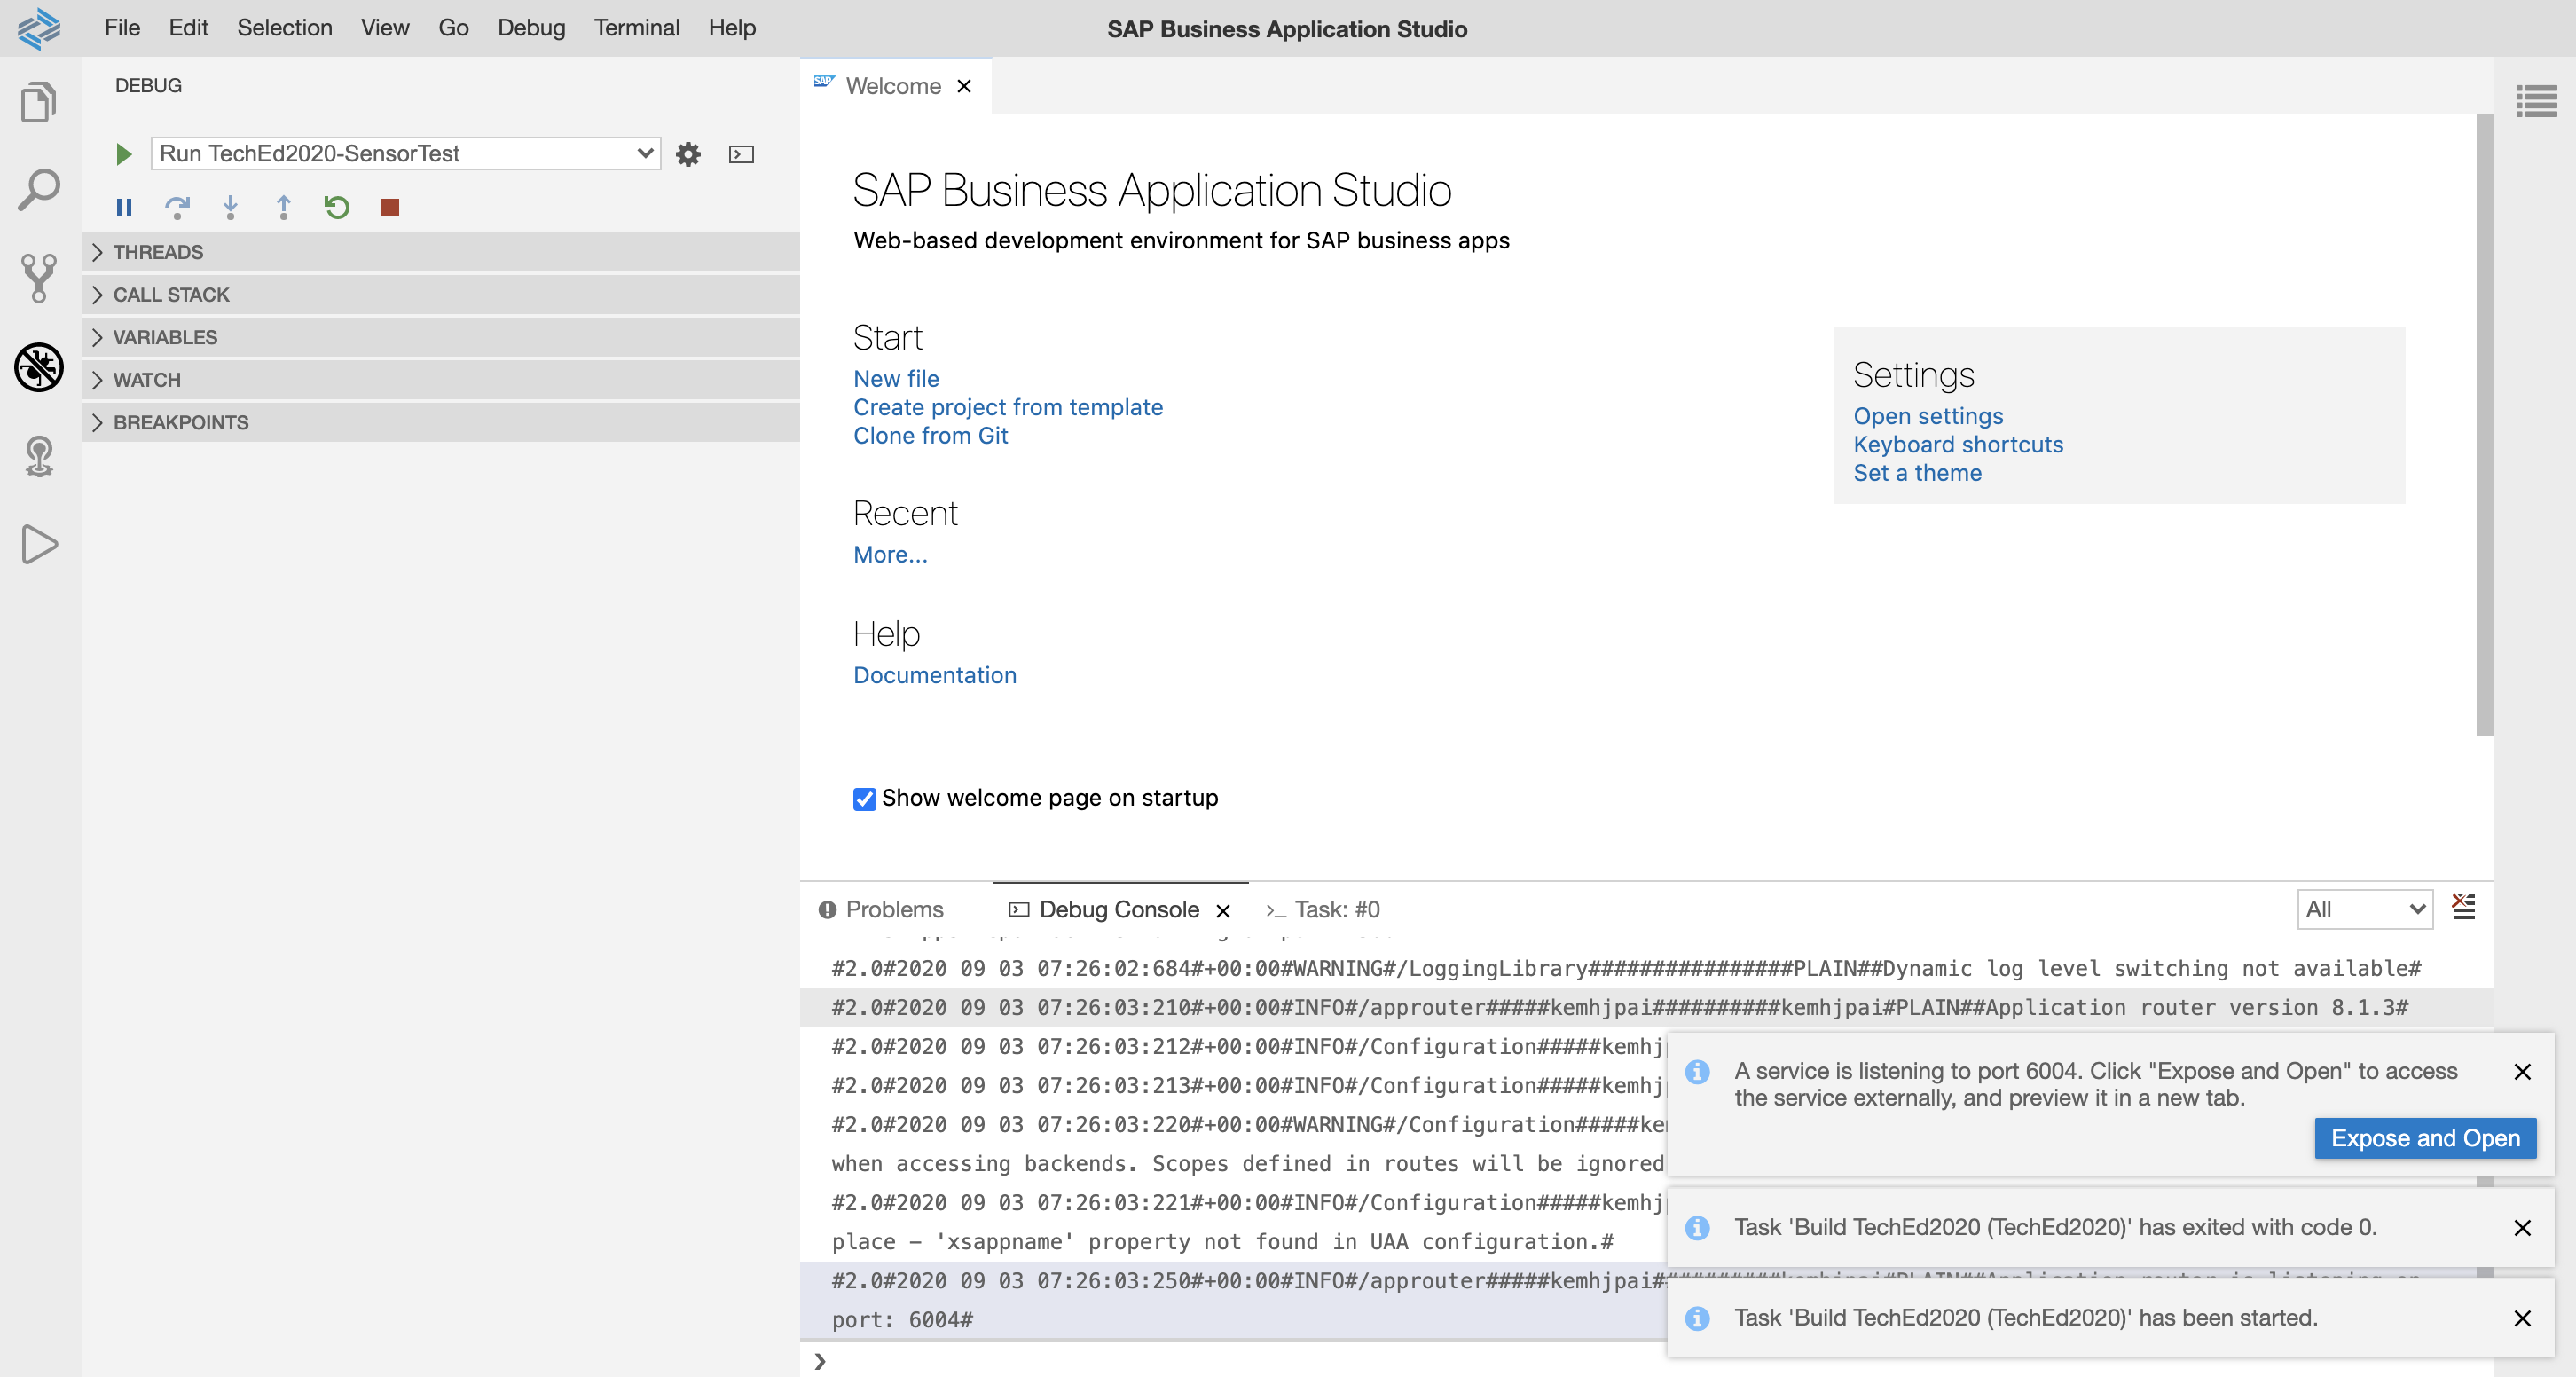 File Edit Selection View Go Debug Terminal Help
SAP Business Application Studio
DEBUG
Run TechEd2020-SensorTest
THREADS
CALL STACK
VARIABLES
WATCH
BREAKPOINTS
SAP Welcome
SAP Business Application Studio
Web-based development environment for SAP business apps
Start
New file
Create project from template
Clone from Git
Recent
More...
Help
Documentation
Settings
Open settings
Keyboard shortcuts
Set a theme
Show welcome page on startup
Problems Debug Console Task: #0 All
#2.0#2020 09 03 07:26:02:684#+00:00#WARNING#/LoggingLibrary################PLAIN##Dynamic log level switching not available#
#2.0#2020 09 03 07:26:03:210#+00:00#INFO#/approuter#####kemhjpai##########kemhjpai#PLAIN##Application router version 8.1.3#
#2.0#2020 09 03 07:26:03:212#+00:00#INFO#/Configuration#####kemhj
#2.0#2020 09 03 07:26:03:213#+00:00#INFO#/Configuration#####kemhj
#2.0#2020 09 03 07:26:03:220#+00:00#WARNING#/Configuration#####ke
when accessing backends. Scopes defined in routes will be ignored
#2.0#2020 09 03 07:26:03:221#+00:00#INFO#/Configuration#####kemhj
place - 'xsappname' property not found in UAA configuration.#
#2.0#2020 09 03 07:26:03:250#+00:00#INFO#/approuter#####kemhjpai#
port: 6004#
A service is listening to port 6004. Click "Expose and Open" to access
the service externally, and preview it in a new tab.
Expose and Open
Task 'Build TechEd2020 (TechEd2020)' has exited with code 0.
Task 'Build TechEd2020 (TechEd2020)' has been started.